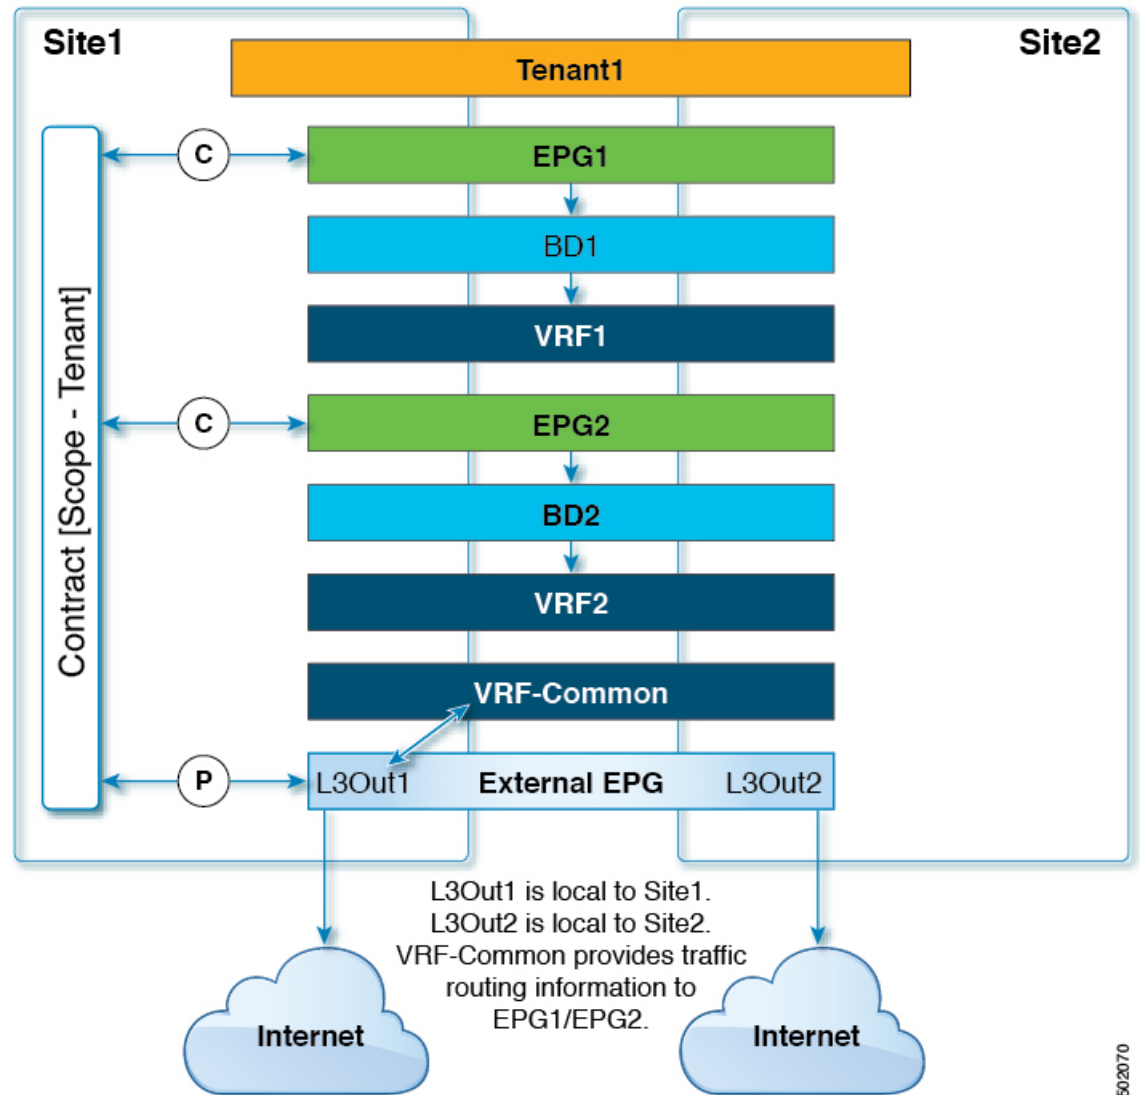 Site1
Site2
Tenant1
C
EPG1
BD1
VRF1
Contract [Scope - Tenant]
C
EPG2
BD2
VRF2
VRF-Common
P
L3Out1
External EPG
L3Out2
L3Out1 is local to Site1.
L3Out2 is local to Site2.
VRF-Common provides traffic
routing information to
EPG1/EPG2.
Internet
Internet
502070